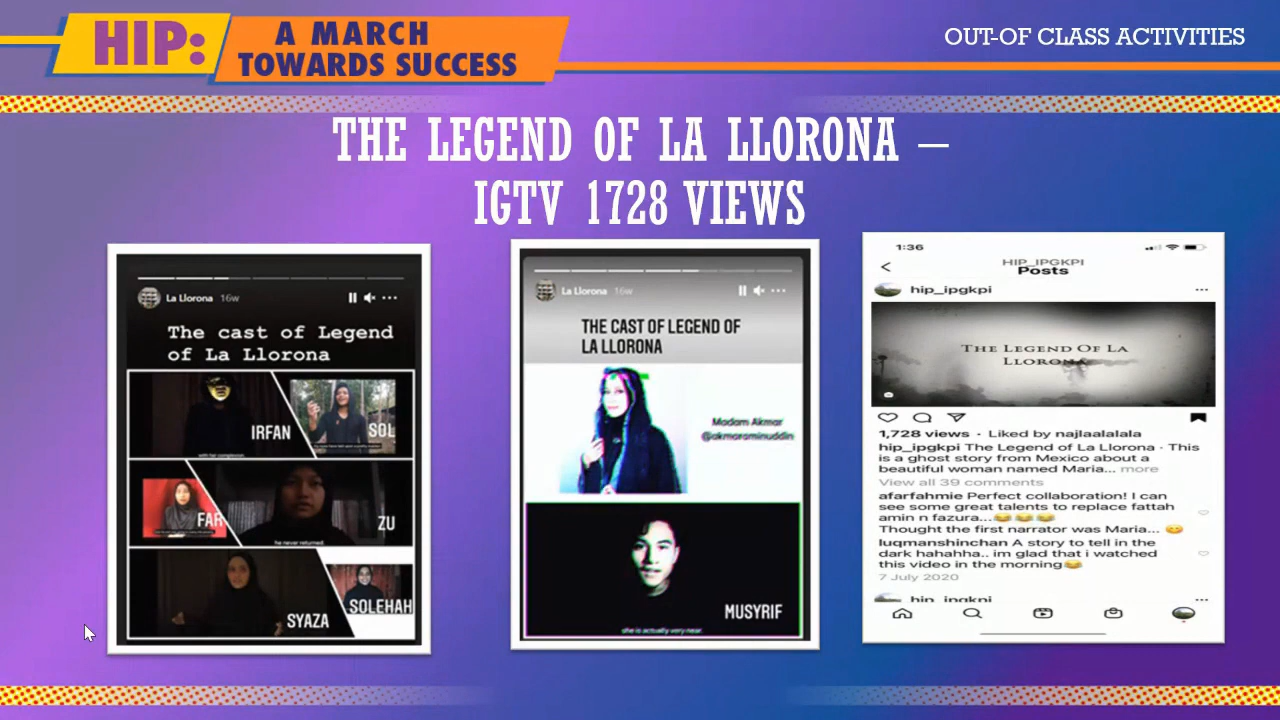 HIP:
A MARCH
TOWARDS SUCCESS
OUT-OF CLASS ACTIVITIES
THE LEGEND OF LA LLORONA –
IGTV 1728 VIEWS
La Llorona 16w
The cast of Legend
of La Llorona
IRFAN
SOL
with her complexion.
FAR
ZU
he never returned.
SYAZA
SOLEHAH
La Llorona 16w
THE CAST OF LEGEND OF
LA LLORONA
Madam Akmar
@akmaraminuddin
MUSYRIF
she is actually very near.
1:36
HIP_IPGKPI
Posts
hip_ipgkpi
THE LEGEND OF LA
LLORONA
1,728 views · Liked by najlaalalala
hip_ipgkpi The Legend of La Llorona · This
is a ghost story from Mexico about a
beautiful woman named Maria... more
View all 39 comments
afarfahmie Perfect collaboration! I can
see some great talents to replace fattah
amin n fazura...😂😂😂
Thought the first narrator was Maria... 😋
luqmanshinchan A story to tell in the
dark hahahha.. im glad that i watched
this video in the morning😂
7 July 2020
hip_ipgkpi